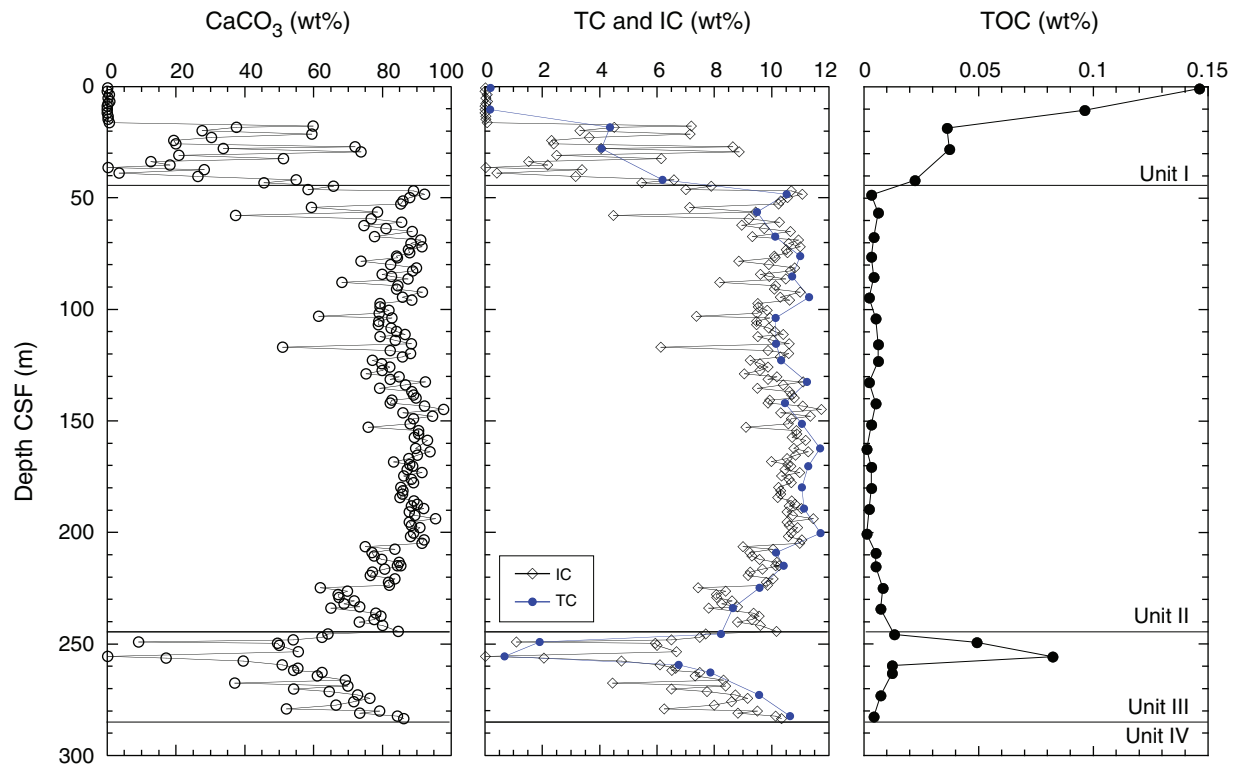 CaCO3 (wt%)
TC and IC (wt%)
TOC (wt%)
0 20 40 60 80 100
0 2 4 6 8 10 12
0 0.05 0.1 0.15
0
50
100
150
200
250
300
Depth CSF (m)
IC
TC
Unit I
Unit II
Unit III
Unit IV